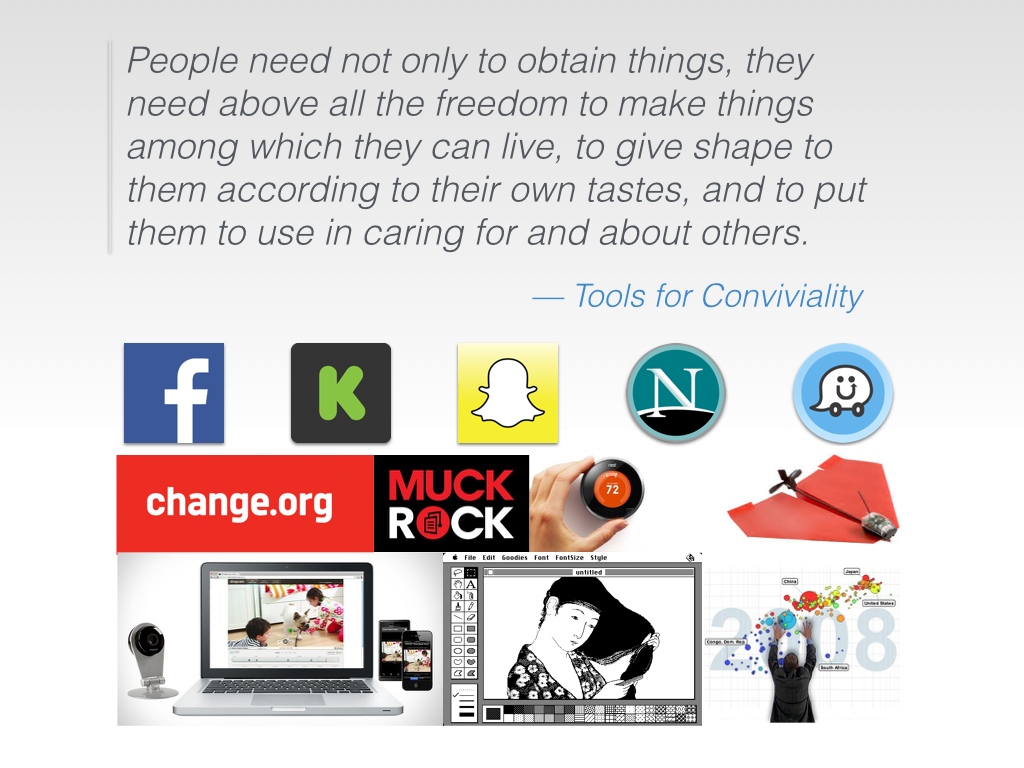 People need not only to obtain things, they
need above all the freedom to make things
among which they can live, to give shape to
them according to their own tastes, and to put
them to use in caring for and about others.
— Tools for Conviviality
f
K
N
change.org
MUCK
ROCK
nest
72
File Edit Goodies Font FontSize Style
untitled
A
2008
Japan
China
United States
Congo, Dem. Rep.
South Africa